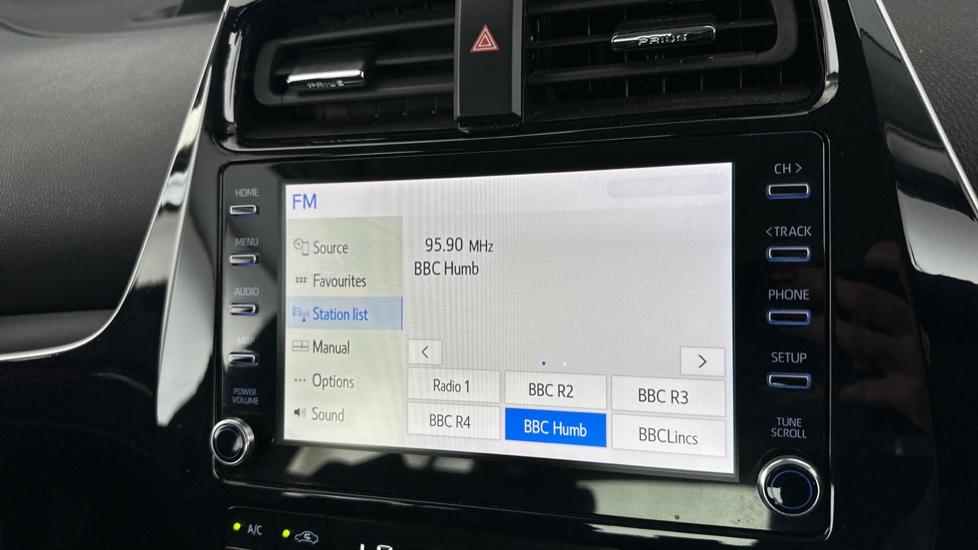 PRIUS
PRIUS
HOME
MENU
AUDIO
MAP
POWER
VOLUME
FM
Source
Favourites
Station list
Manual
··· Options
Sound
95.90 MHz
BBC Humb
<
>
Radio 1
BBC R2
BBC R3
BBC R4
BBC Humb
BBCLincs
CH >
< TRACK
PHONE
SETUP
TUNE
SCROLL
A/C